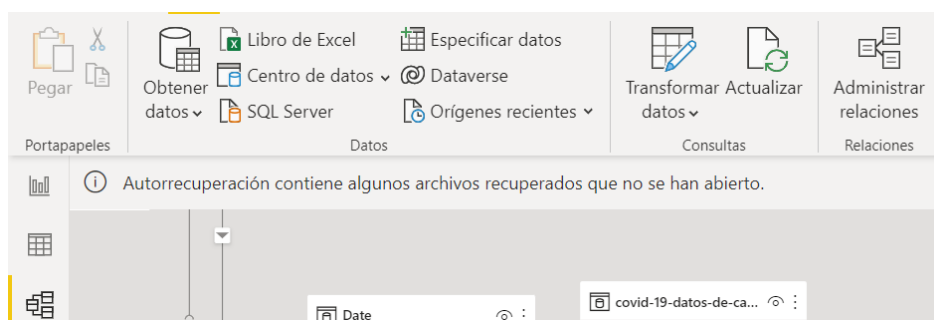 Pegar
Portapapeles
Obtener
datos
Libro de Excel
Centro de datos
SQL Server
Especificar datos
Dataverse
Orígenes recientes
Datos
Transformar
datos
Actualizar
Consultas
Administrar
relaciones
Relaciones
Autorrecuperación contiene algunos archivos recuperados que no se han abierto.
Date
covid-19-datos-de-ca...